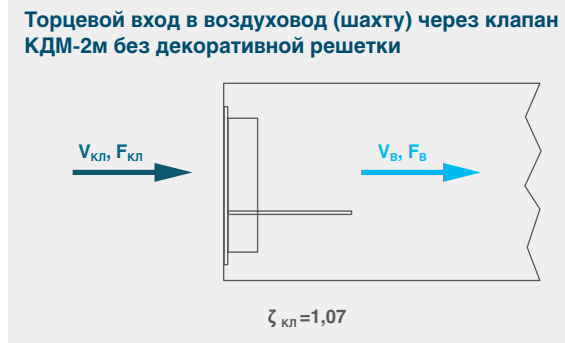 Торцевой вход в воздуховод (шахту) через клапан
КДМ-2м без декоративной решетки
Vкл, Fкл
Vв, Fв
ζ кл =1,07